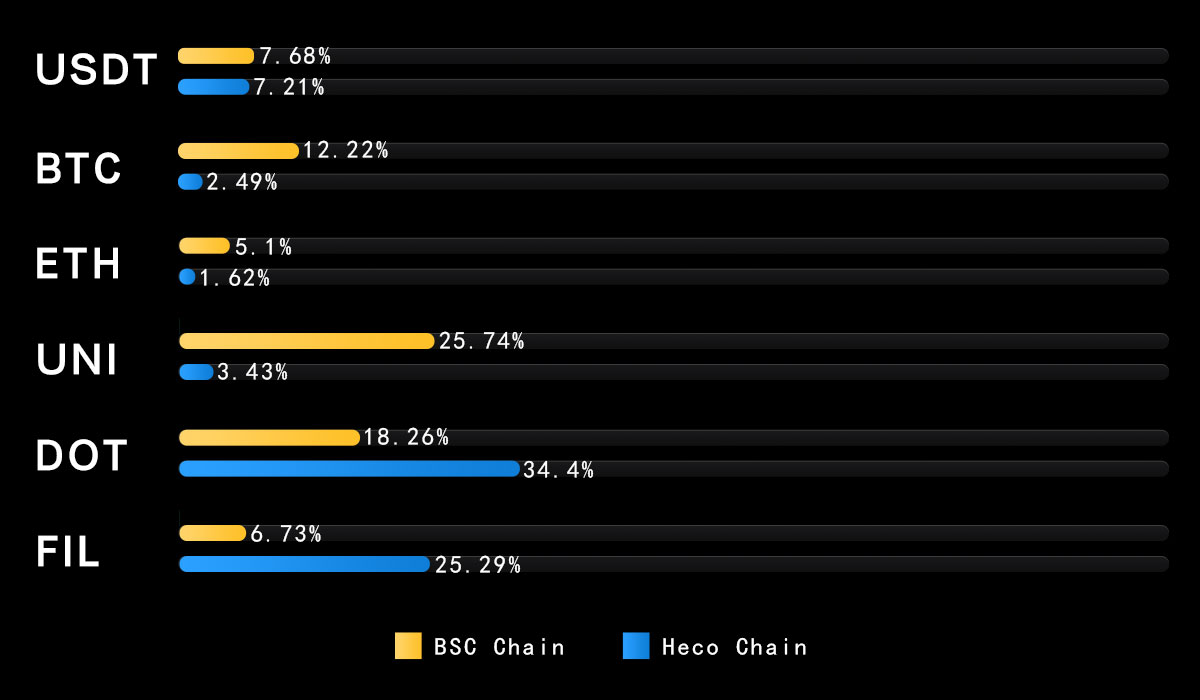 USDT
7.68%
7.21%
BTC
12.22%
2.49%
ETH
5.1%
1.62%
UNI
25.74%
3.43%
DOT
18.26%
34.4%
FIL
6.73%
25.29%
BSC Chain Heco Chain